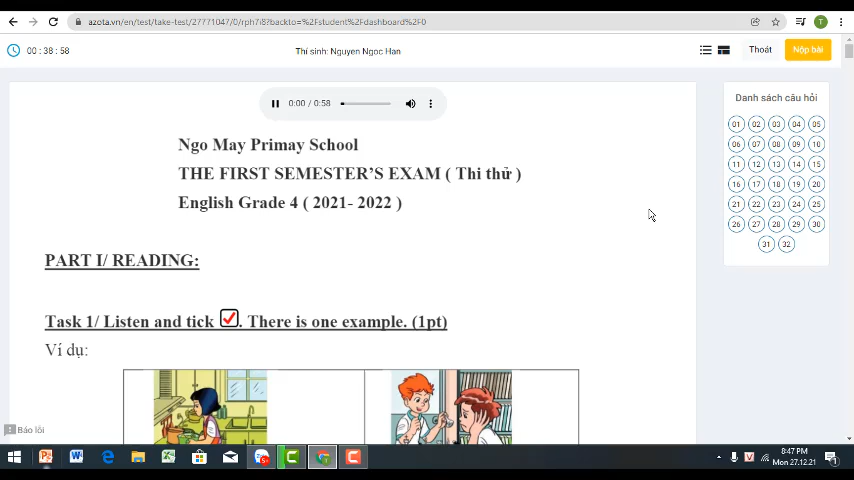 azota.vn/en/test/take-test/27771047/0/rph7i8?backto=%2Fstudent%2Fdashboard%2F0
T
00 : 38 : 58
Thí sinh: Nguyen Ngoc Han
Thoát
Nộp bài
0:00 / 0:58
Danh sách câu hỏi
01 02 03 04 05
06 07 08 09 10
11 12 13 14 15
16 17 18 19 20
21 22 23 24 25
26 27 28 29 30
31 32
Ngo May Primay School
THE FIRST SEMESTER'S EXAM ( Thi thử )
English Grade 4 ( 2021- 2022 )
PART I/ READING:
Task 1/ Listen and tick . There is one example. (1pt)
Ví dụ:
Báo lỗi
8:47 PM
Mon 27.12.21